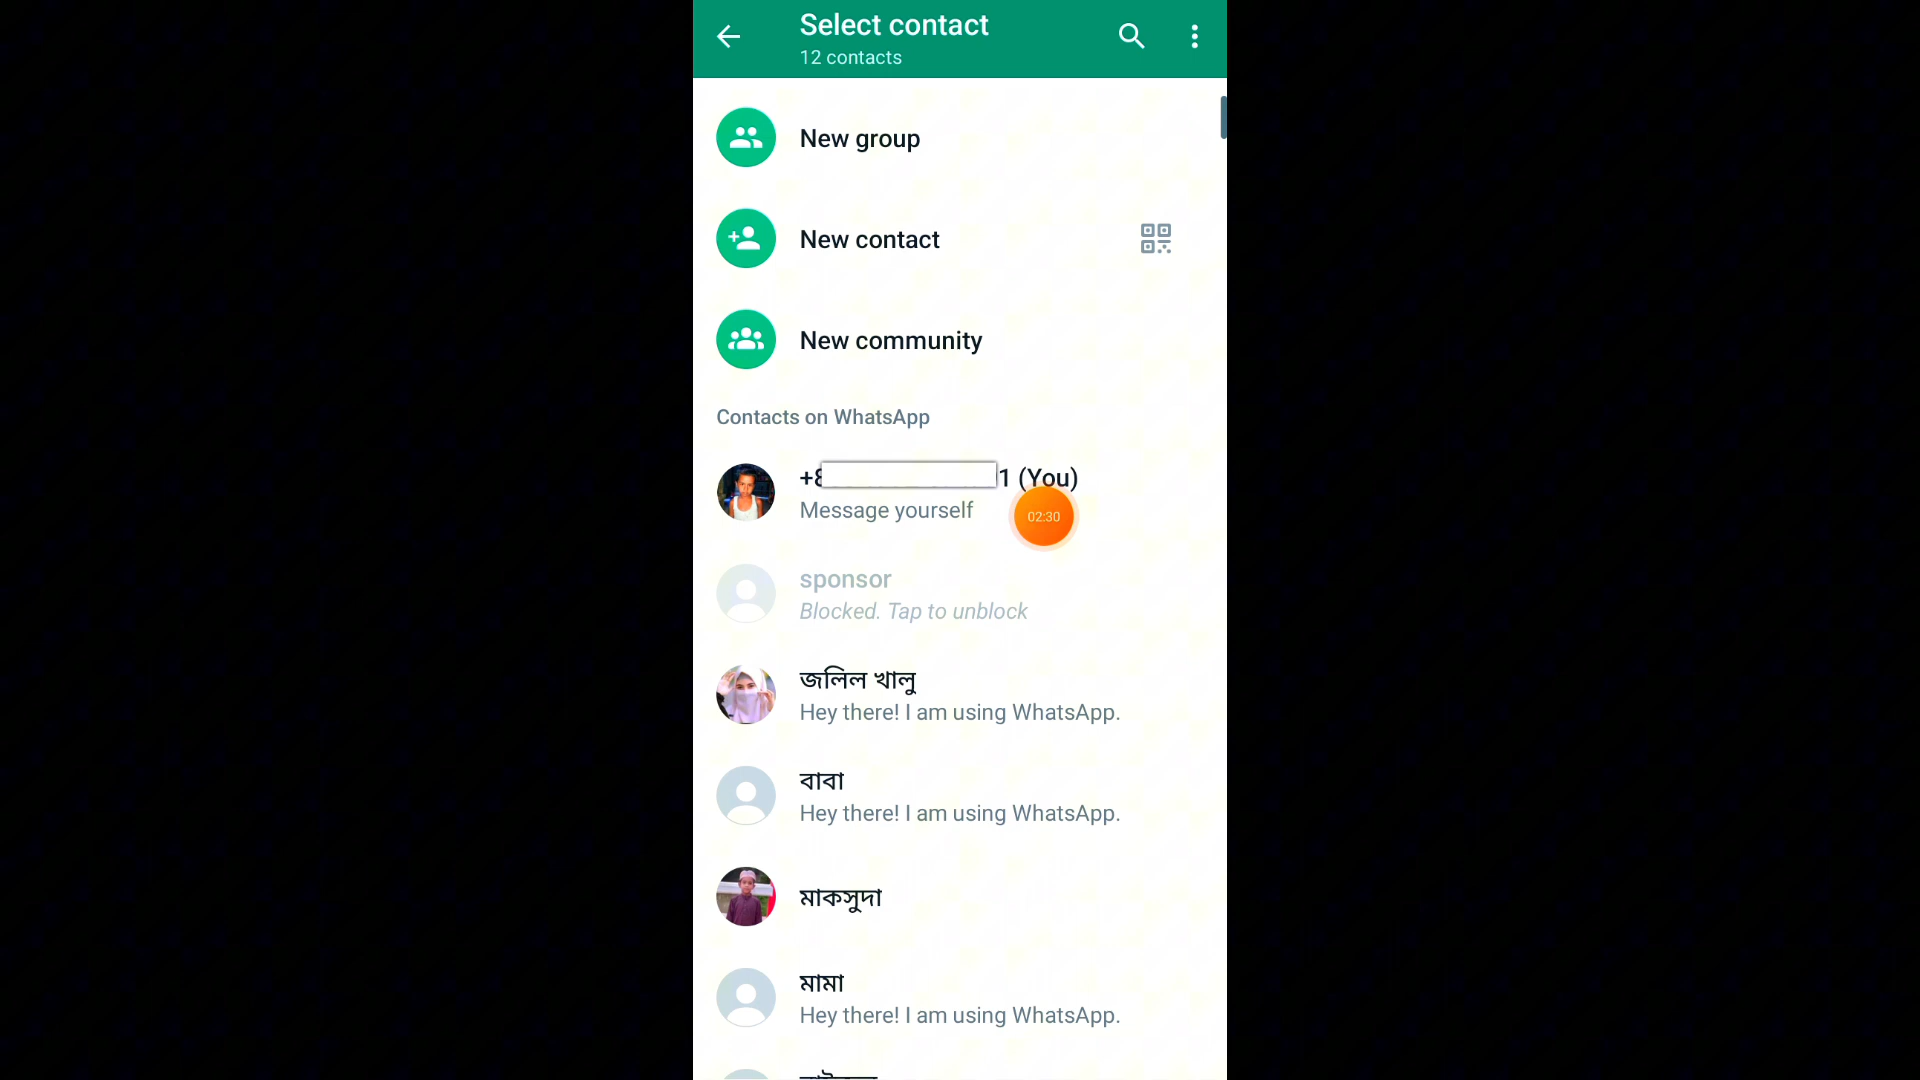 Select contact
12 contacts
New group
New contact
New community
Contacts on WhatsApp
+8 1 (You)
Message yourself
02:30
sponsor
Blocked. Tap to unblock
জলিল খালু
Hey there! I am using WhatsApp.
বাবা
Hey there! I am using WhatsApp.
মাকসুদা
মামা
Hey there! I am using WhatsApp.